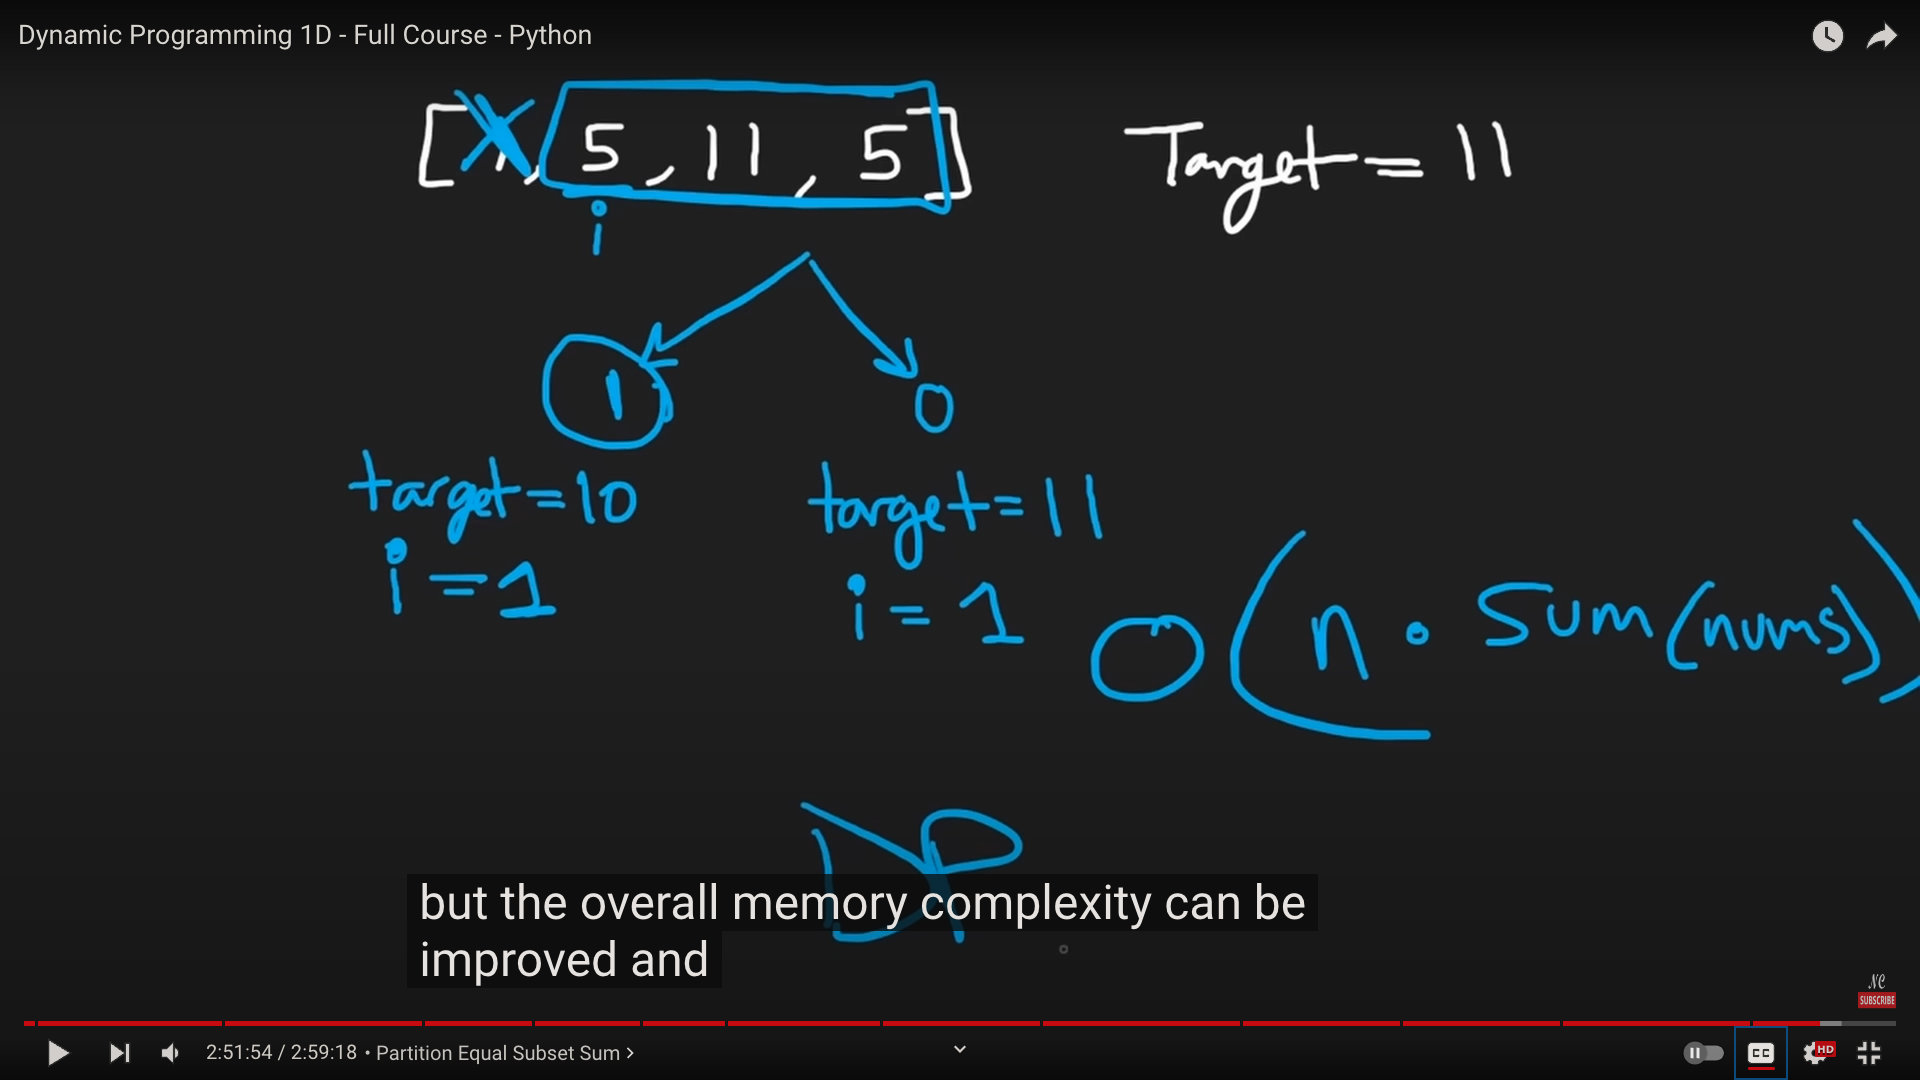 Dynamic Programming 1D - Full Course - Python
[ , 5 , 11 , 5 ] Target = 11
i
1 0
target = 10 target = 11
i = 1 i = 1
O ( n · Sum (nums) )
DP
but the overall memory complexity can be
improved and
NC
SUBSCRIBE
2:51:54 / 2:59:18 • Partition Equal Subset Sum >
CC HD